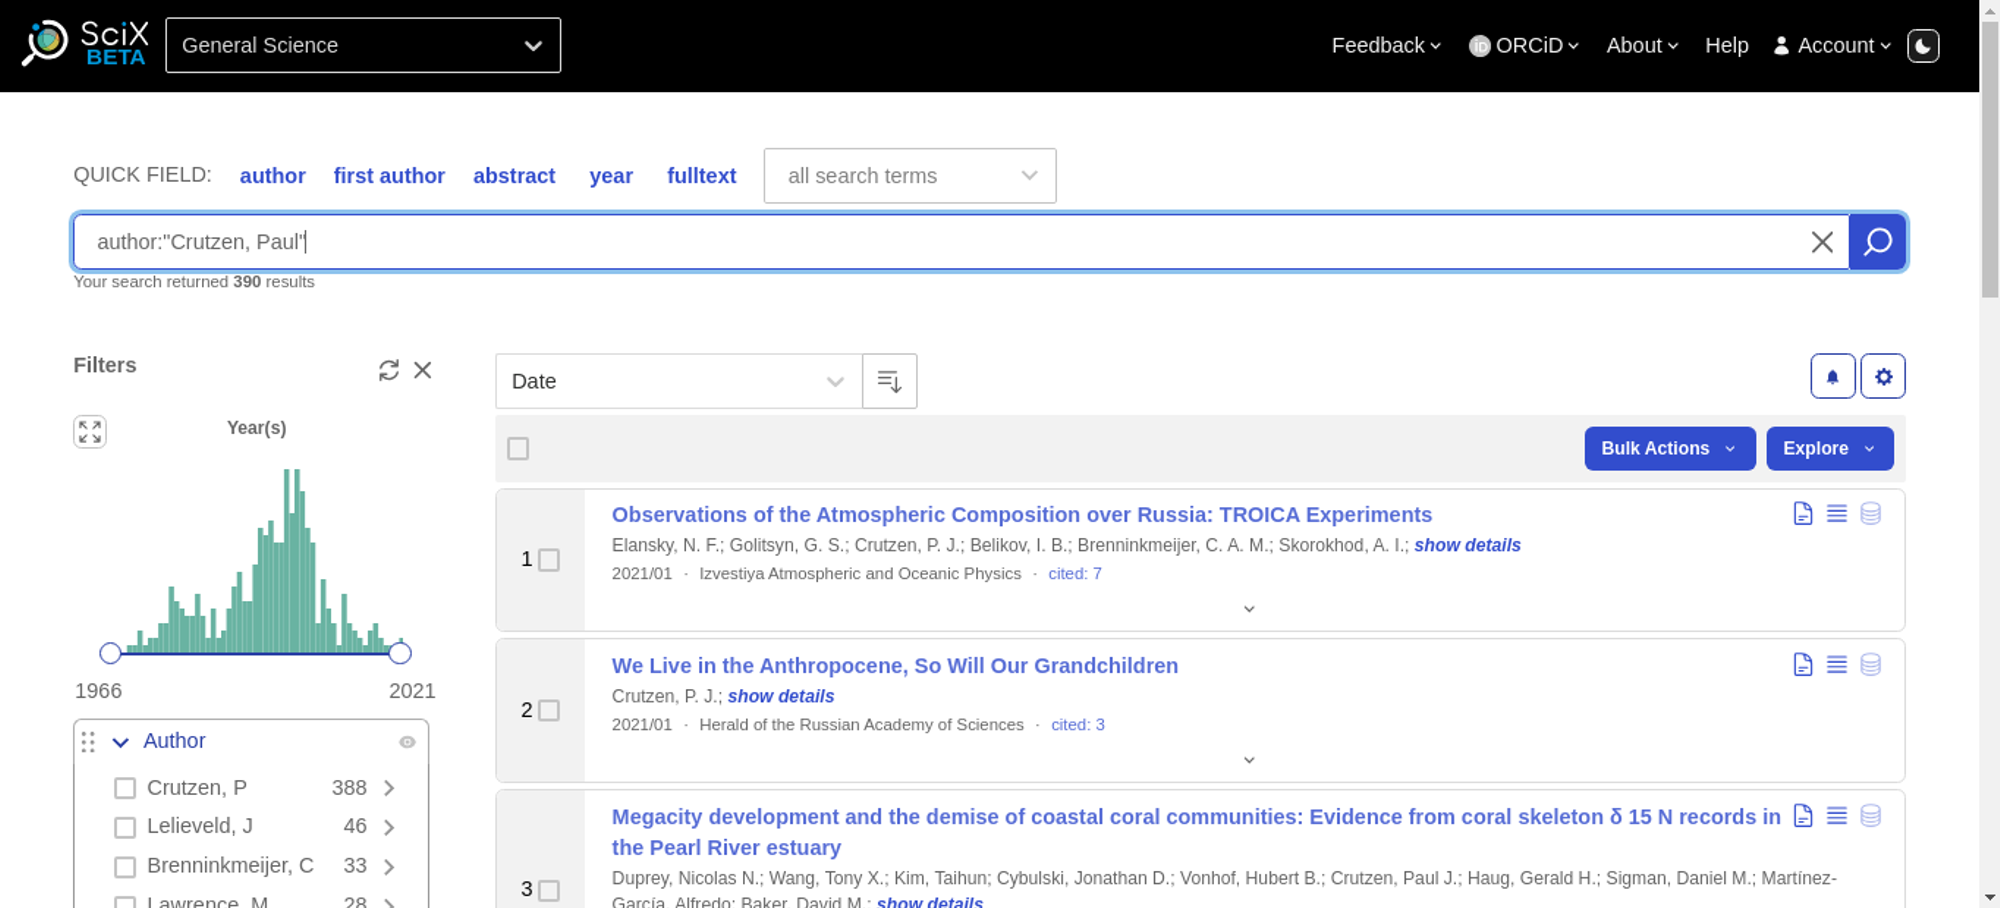 SciX
BETA
General Science
Feedback
iD ORCiD
About
Help
Account
QUICK FIELD:
author
first author
abstract
year
fulltext
all search terms
author:"Crutzen, Paul"
Your search returned 390 results
Filters
Year(s)
1966
2021
Author
Crutzen, P 388
Lelieveld, J 46
Brenninkmeijer, C 33
Lawrence, M 28
Date
Bulk Actions
Explore
1
Observations of the Atmospheric Composition over Russia: TROICA Experiments
Elansky, N. F.; Golitsyn, G. S.; Crutzen, P. J.; Belikov, I. B.; Brenninkmeijer, C. A. M.; Skorokhod, A. I.; show details
2021/01 · Izvestiya Atmospheric and Oceanic Physics · cited: 7
2
We Live in the Anthropocene, So Will Our Grandchildren
Crutzen, P. J.; show details
2021/01 · Herald of the Russian Academy of Sciences · cited: 3
3
Megacity development and the demise of coastal coral communities: Evidence from coral skeleton δ 15 N records in
the Pearl River estuary
Duprey, Nicolas N.; Wang, Tony X.; Kim, Taihun; Cybulski, Jonathan D.; Vonhof, Hubert B.; Crutzen, Paul J.; Haug, Gerald H.; Sigman, Daniel M.; Martínez-
García, Alfredo; Baker, David M.; show details